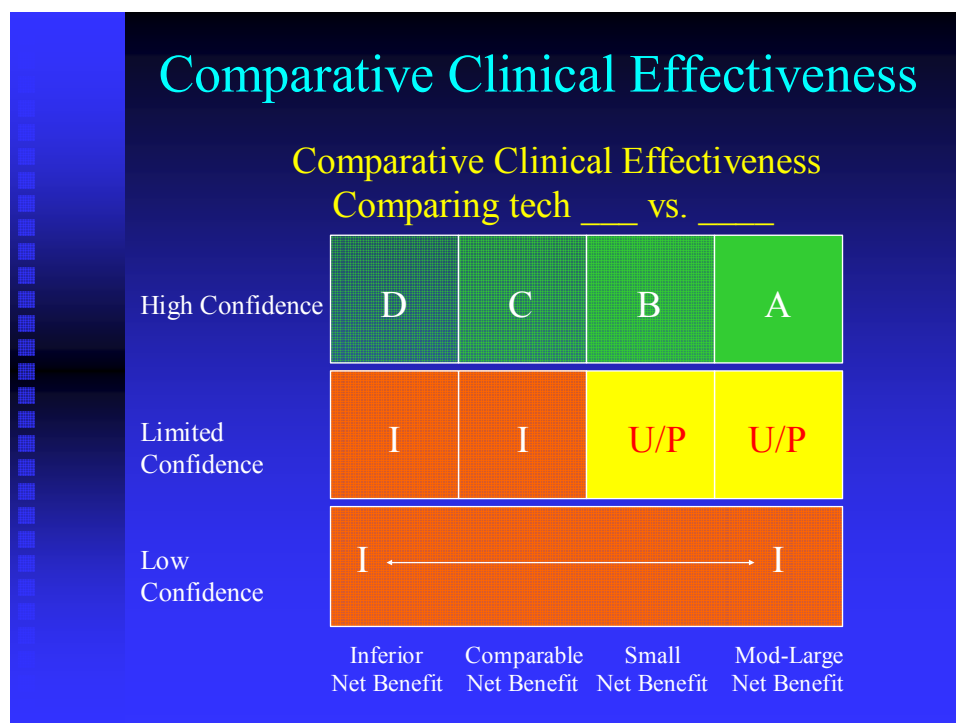 Comparative Clinical Effectiveness
Comparative Clinical Effectiveness
Comparing tech ___ vs. ____
High Confidence D C B A
Limited
Confidence
I I U/P U/P
Low
Confidence
I I
Inferior
Net Benefit
Comparable
Net Benefit
Small
Net Benefit
Mod-Large
Net Benefit